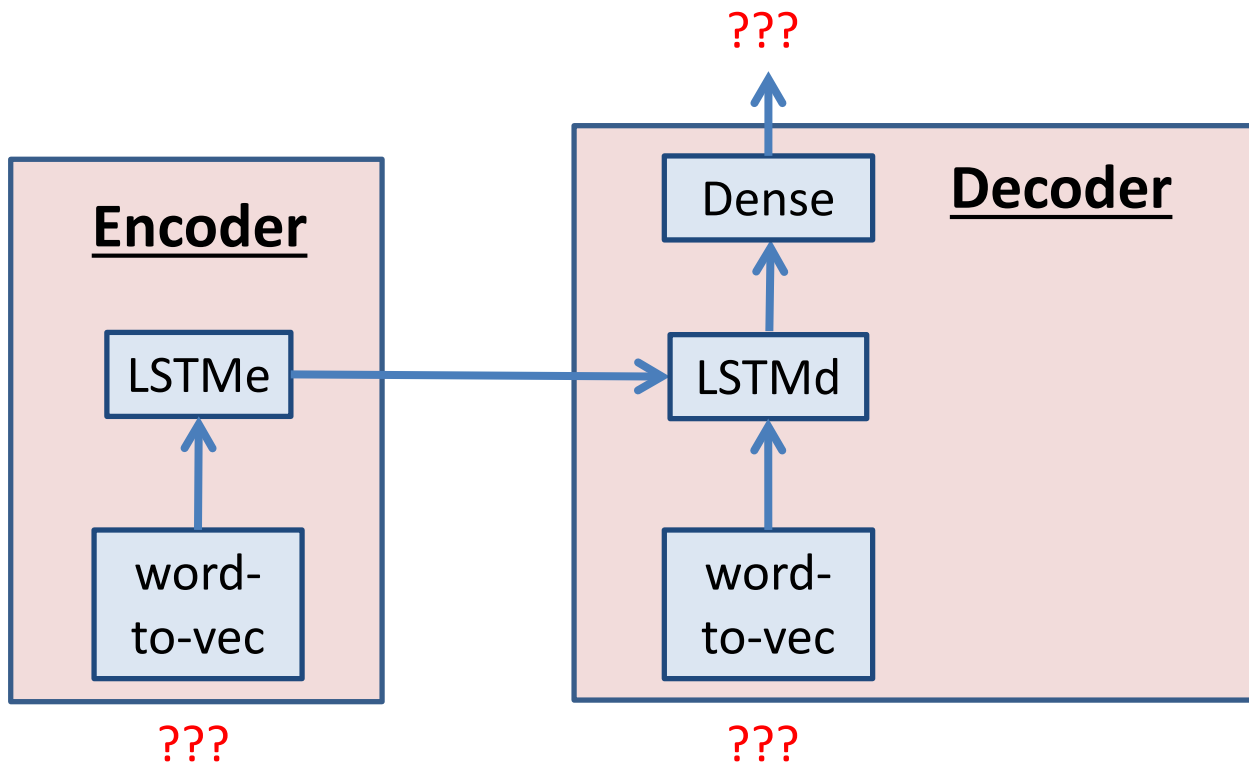 ???
Encoder
Dense
Decoder
LSTMe
LSTMd
word-
to-vec
word-
to-vec
???
???